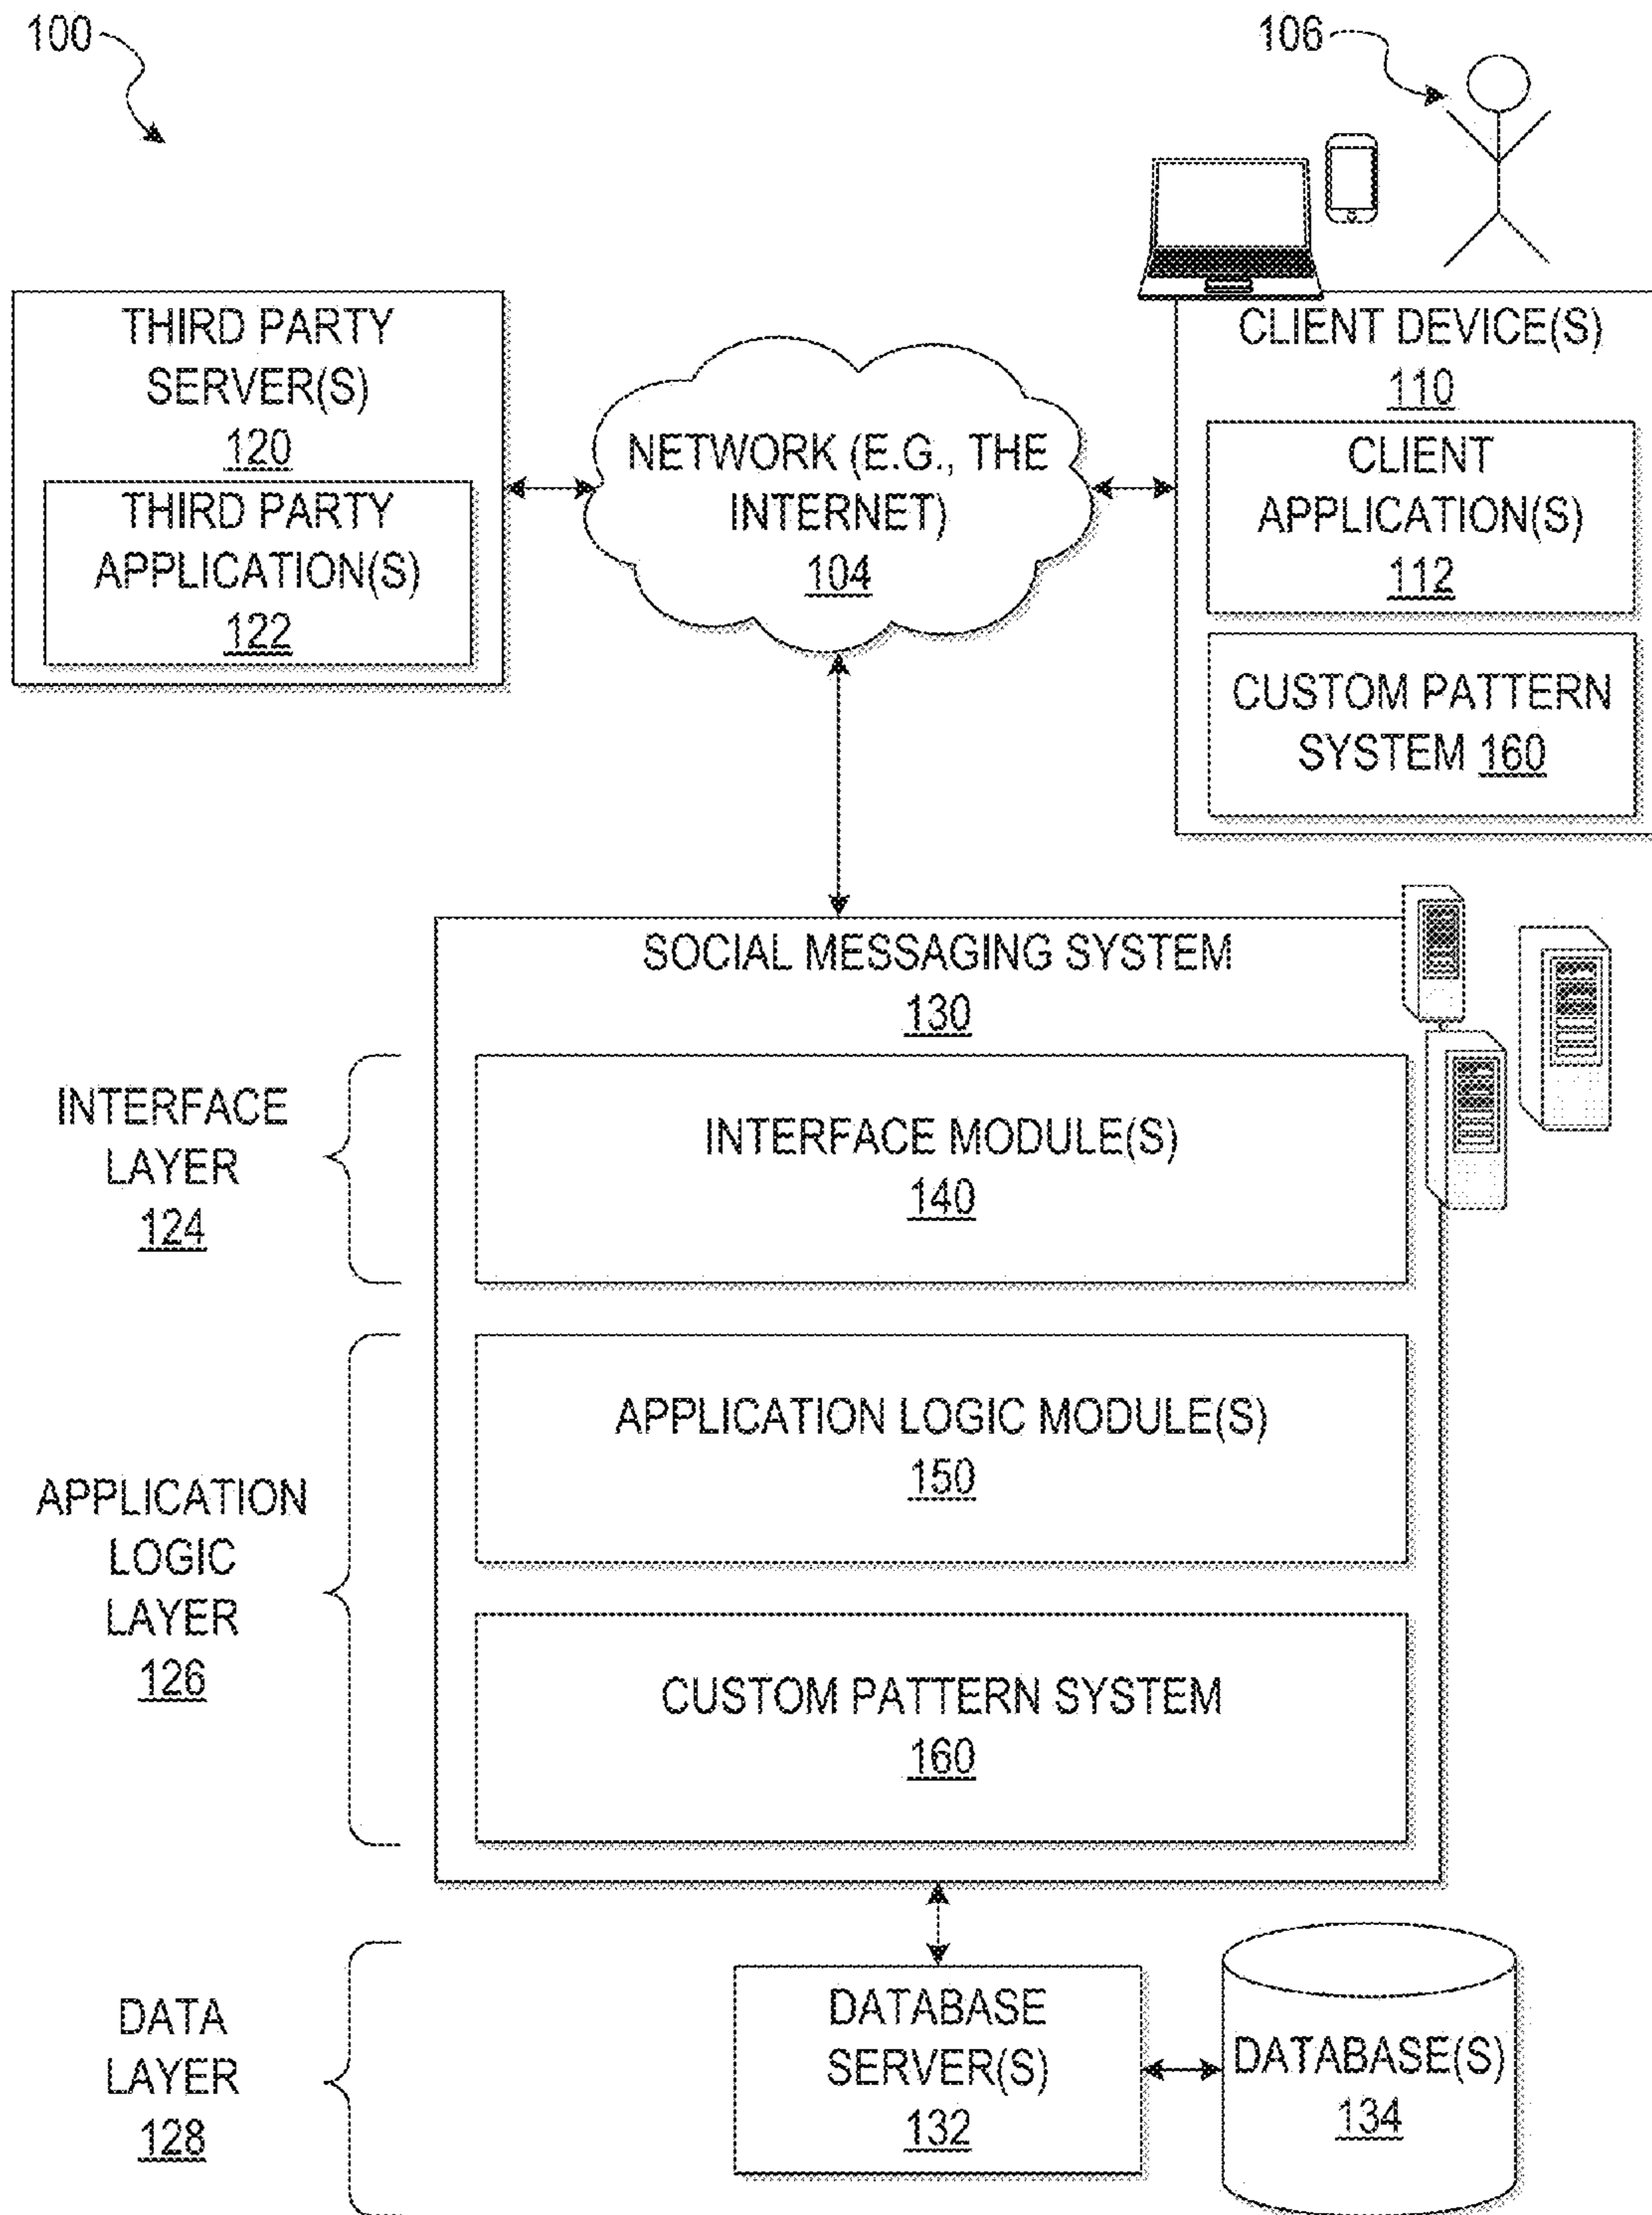 100
106
THIRD PARTY
SERVER(S)
120
THIRD PARTY
APPLICATION(S)
122
NETWORK (E.G., THE
INTERNET)
104
CLIENT DEVICE(S)
110
CLIENT
APPLICATION(S)
112
CUSTOM PATTERN
SYSTEM 160
SOCIAL MESSAGING SYSTEM
130
INTERFACE
LAYER
124
INTERFACE MODULE(S)
140
APPLICATION
LOGIC
LAYER
126
APPLICATION LOGIC MODULE(S)
150
CUSTOM PATTERN SYSTEM
160
DATA
LAYER
128
DATABASE
SERVER(S)
132
DATABASE(S)
134